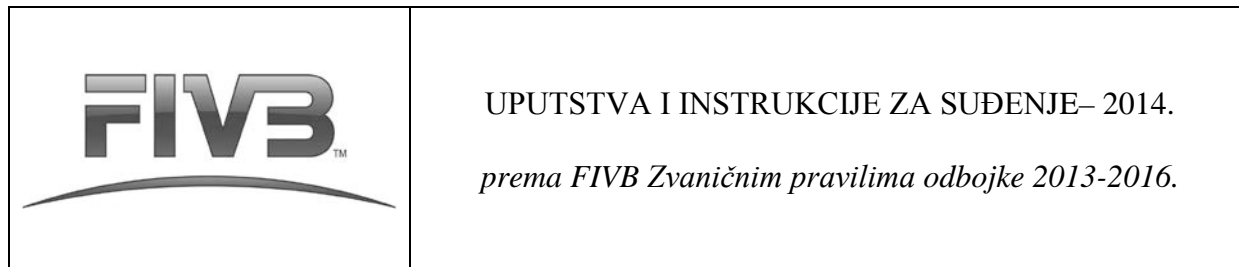 FIVB
TM
UPUTSTVA I INSTRUKCIJE ZA SUĐENJE– 2014.
prema FIVB Zvaničnim pravilima odbojke 2013-2016.